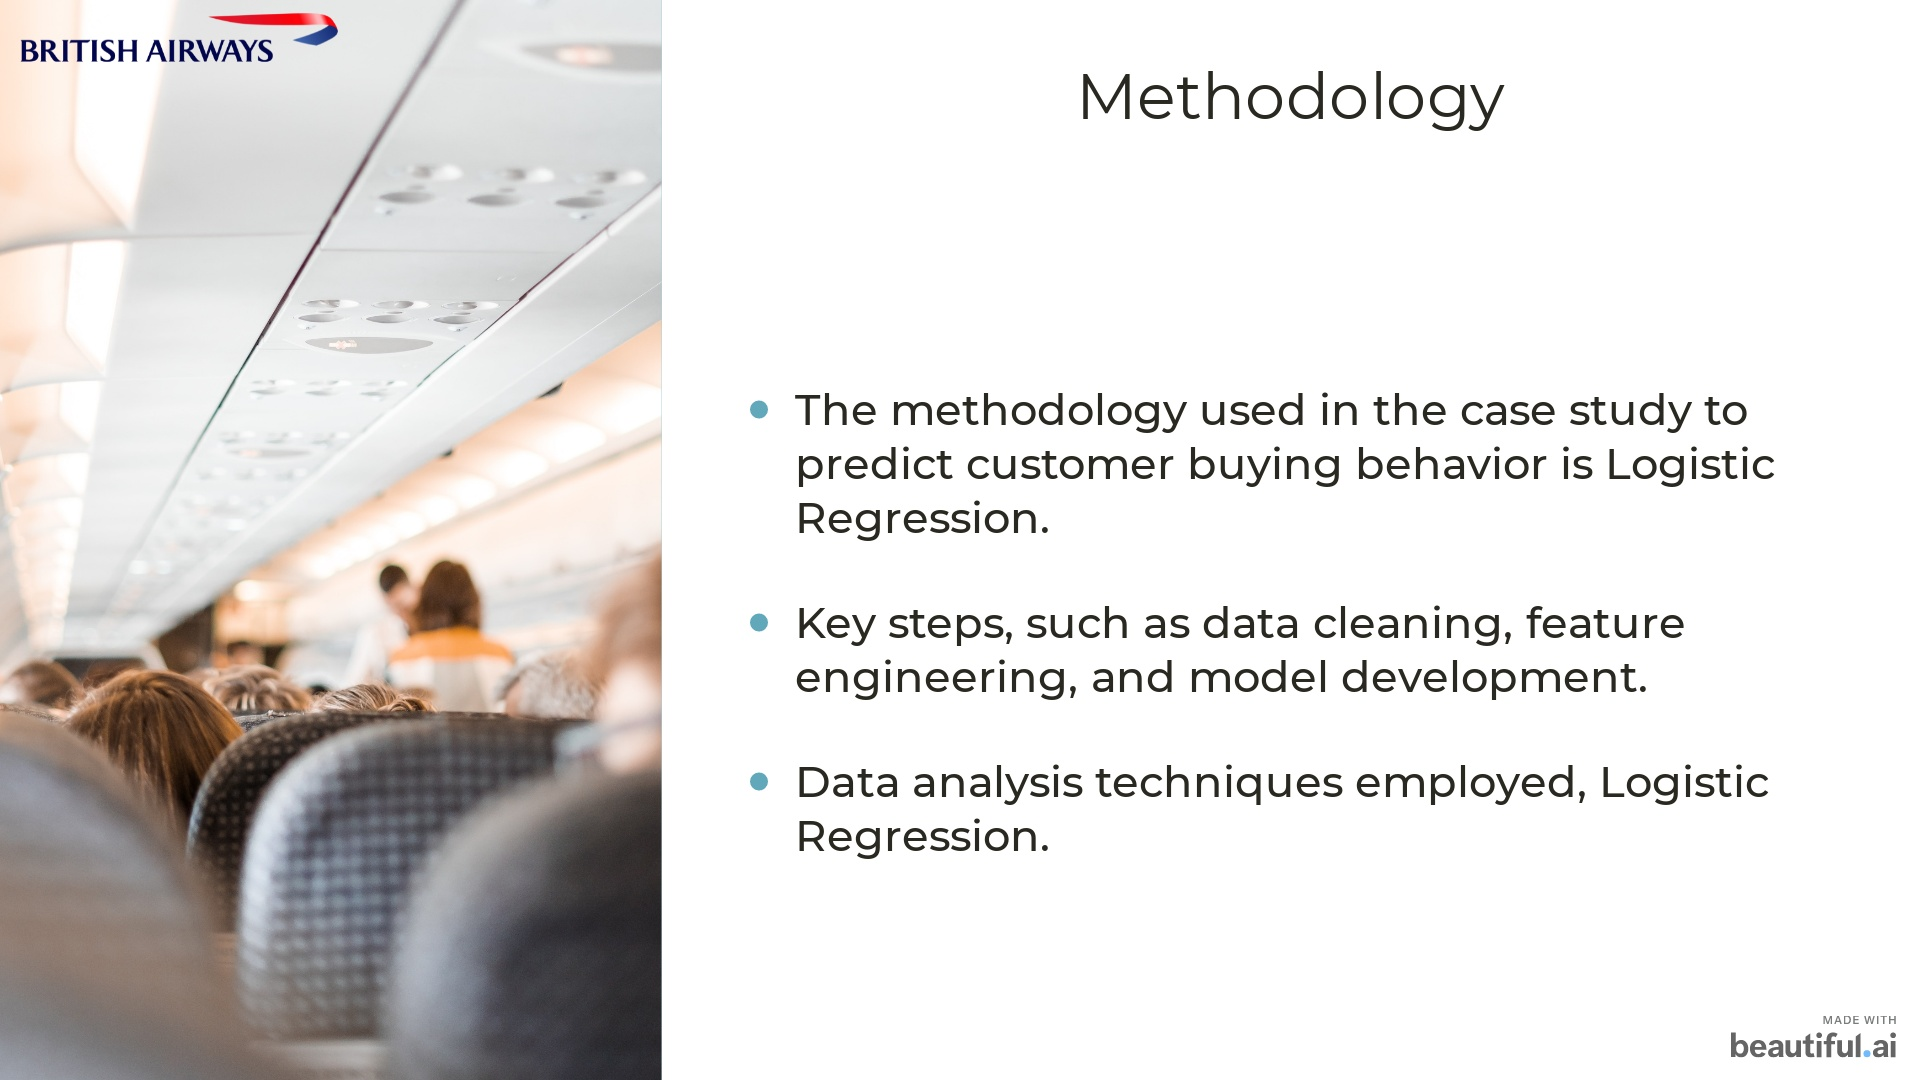 BRITISH AIRWAYS
Methodology
The methodology used in the case study to
predict customer buying behavior is Logistic
Regression.
Key steps, such as data cleaning, feature
engineering, and model development.
Data analysis techniques employed, Logistic
Regression.
MADE WITH
beautiful.ai